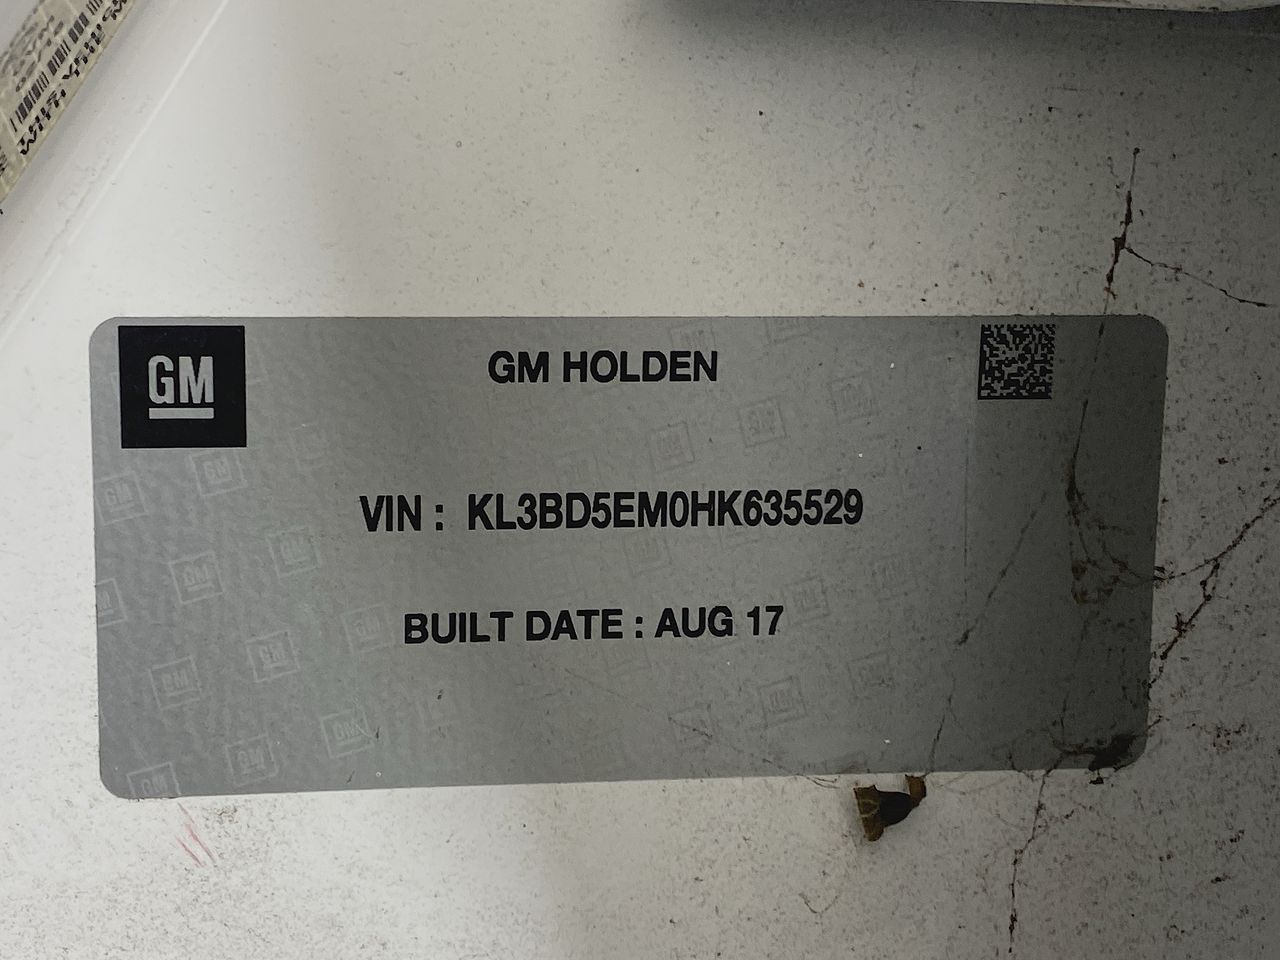 GM
GM HOLDEN
VIN : KL3BD5EM0HK635529
BUILT DATE : AUG 17